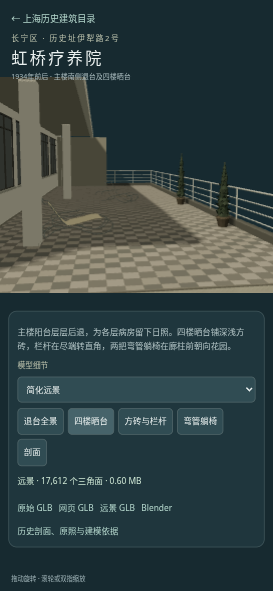 ← 上海历史建筑目录
长宁区 · 历史址伊犁路2号
虹桥疗养院
1934年前后 · 主楼南侧退台及四楼晒台
主楼阳台层层后退，为各层病房留下日照。四楼晒台铺深浅方
砖，栏杆在尽端转直角，两把弯管躺椅在廊柱前朝向花园。
模型细节
简化远景
退台全景 四楼晒台 方砖与栏杆 弯管躺椅
剖面
远景 · 17,612 个三角面 · 0.60 MB
原始 GLB 网页 GLB 远景 GLB Blender
历史剖面、原照与建模依据
拖动旋转 · 滚轮或双指缩放